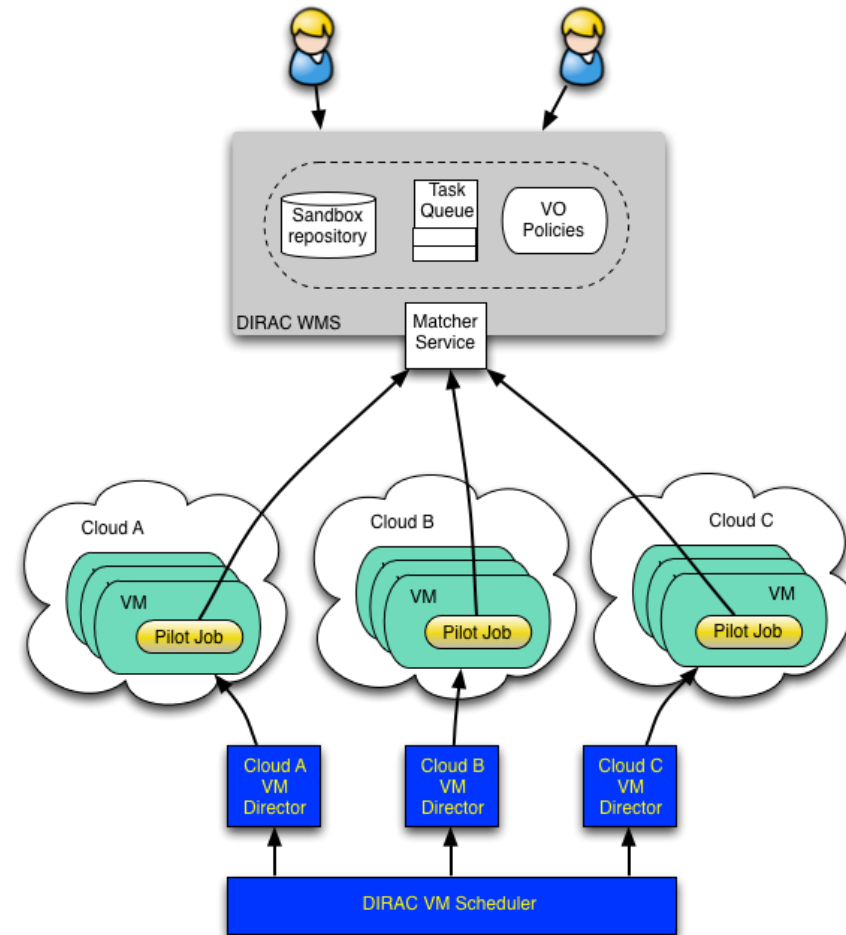 Sandbox
repository
Task
Queue
VO
Policies
DIRAC WMS
Matcher
Service
Cloud A
VM
Pilot Job
Cloud B
VM
Pilot Job
Cloud C
VM
Pilot Job
Cloud A
VM
Director
Cloud B
VM
Director
Cloud C
VM
Director
DIRAC VM Scheduler